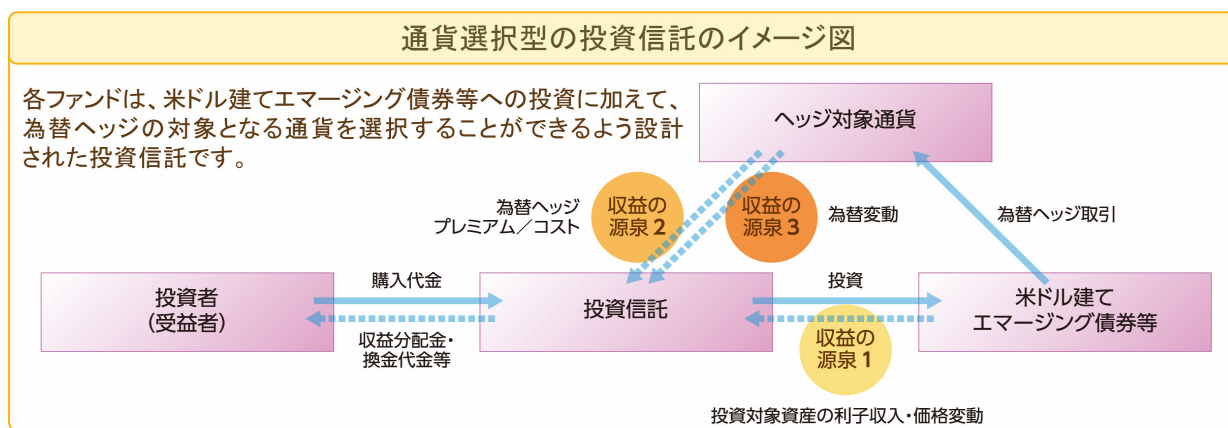 通貨選択型の投資信託のイメージ図
各ファンドは、米ドル建てエマージング債券等への投資に加えて、
為替ヘッジの対象となる通貨を選択することができるよう設計
された投資信託です。
ヘッジ対象通貨
為替ヘッジ
プレミアム／コスト
収益の
源泉2
収益の
源泉3
為替変動
為替ヘッジ取引
投資者
(受益者)
購入代金
収益分配金・
換金代金等
投資信託
投資
収益の
源泉1
米ドル建て
エマージング債券等
投資対象資産の利子収入・価格変動